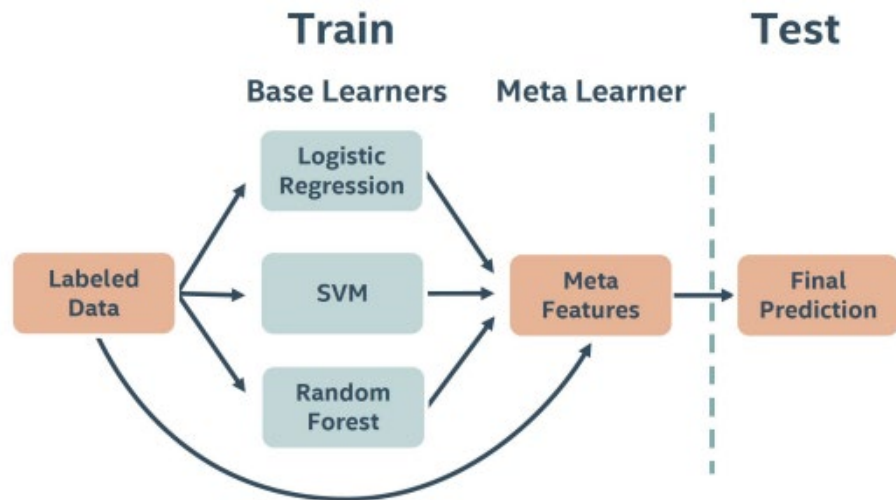 Train
Test
Base Learners
Meta Learner
Logistic
Regression
Labeled
Data
SVM
Meta
Features
Final
Prediction
Random
Forest